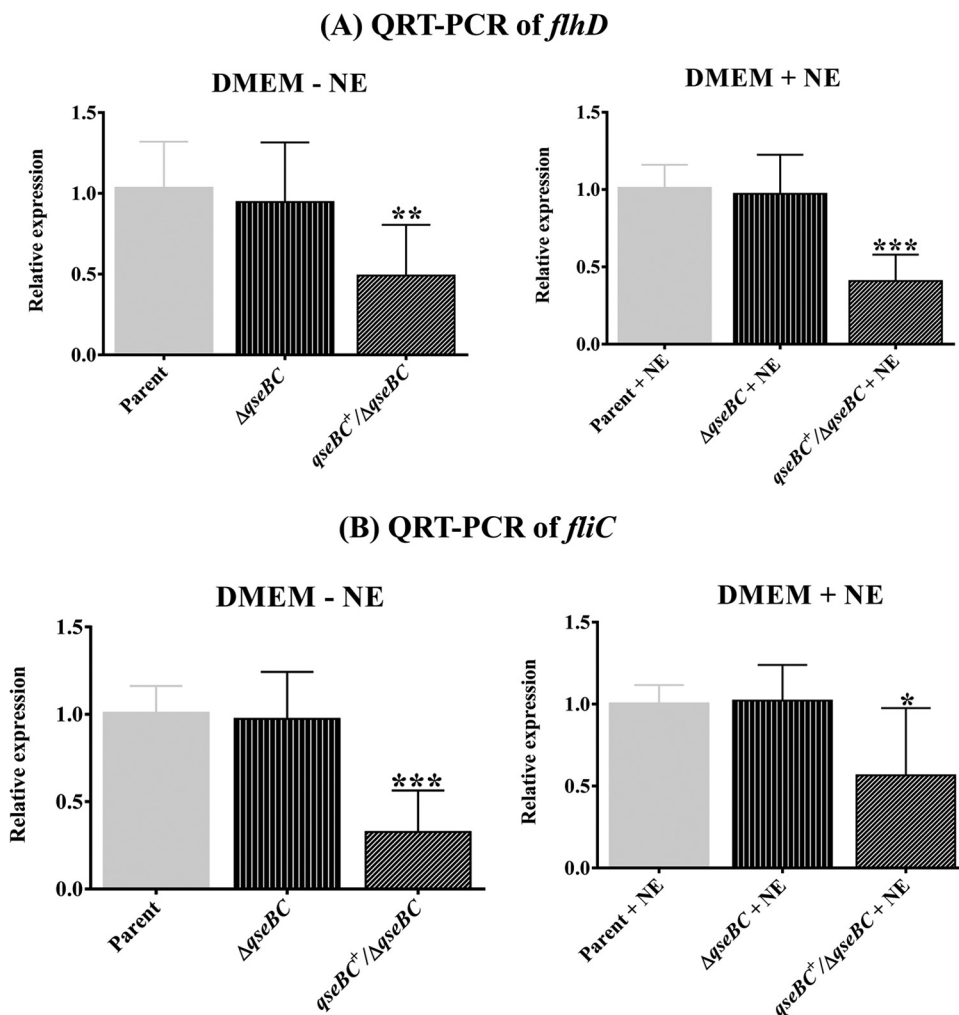 (A) QRT-PCR of flhD
DMEM - NE
Relative expression
1.5
1.0
0.5
0.0
**
Parent
ΔqseBC
qseBC⁺/ΔqseBC
DMEM + NE
Relative expression
1.5
1.0
0.5
0.0
***
Parent + NE
ΔqseBC + NE
qseBC⁺/ΔqseBC + NE
(B) QRT-PCR of fliC
DMEM - NE
Relative expression
1.5
1.0
0.5
0.0
***
Parent
ΔqseBC
qseBC⁺/ΔqseBC
DMEM + NE
Relative expression
1.5
1.0
0.5
0.0
*
Parent + NE
ΔqseBC + NE
qseBC⁺/ΔqseBC + NE